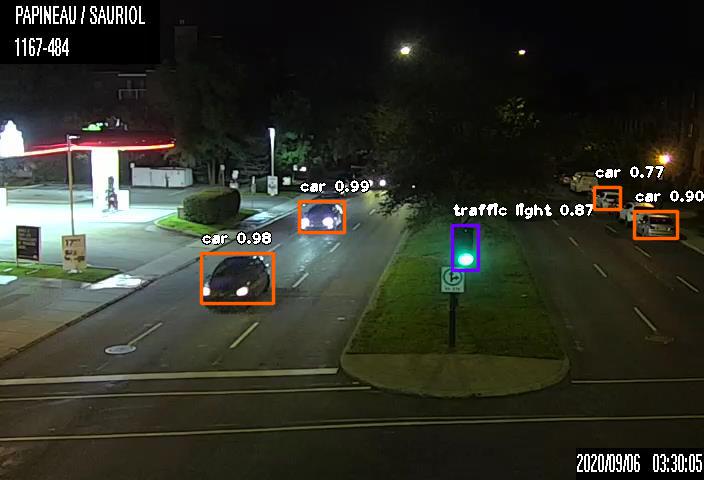 PAPINEAU / SAURIOL
1167-484
car 0.99
car 0.77
car 0.90
traffic light 0.87
car 0.98
2020/09/06 03:30:05